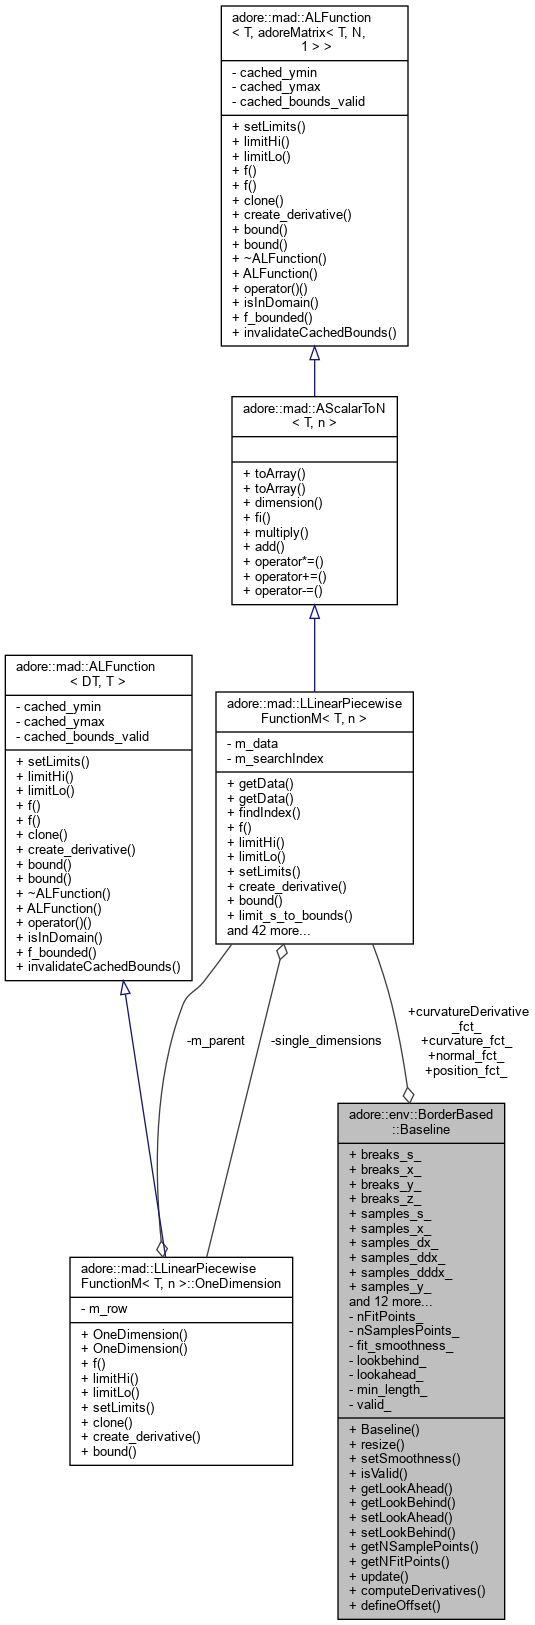 adore::mad::ALFunction
< T, adoreMatrix< T, N,
1 > >
- cached_ymin
- cached_ymax
- cached_bounds_valid
+ setLimits()
+ limitHi()
+ limitLo()
+ f()
+ f()
+ clone()
+ create_derivative()
+ bound()
+ bound()
+ ~ALFunction()
+ ALFunction()
+ operator()()
+ isInDomain()
+ f_bounded()
+ invalidateCachedBounds()
adore::mad::AScalarToN
< T, n >
+ toArray()
+ toArray()
+ dimension()
+ fi()
+ multiply()
+ add()
+ operator*=()
+ operator+=()
+ operator-=()
adore::mad::ALFunction
< DT, T >
- cached_ymin
- cached_ymax
- cached_bounds_valid
+ setLimits()
+ limitHi()
+ limitLo()
+ f()
+ f()
+ clone()
+ create_derivative()
+ bound()
+ bound()
+ ~ALFunction()
+ ALFunction()
+ operator()()
+ isInDomain()
+ f_bounded()
+ invalidateCachedBounds()
adore::mad::LLinearPiecewise
FunctionM< T, n >
- m_data
- m_searchIndex
+ getData()
+ getData()
+ findIndex()
+ f()
+ limitHi()
+ limitLo()
+ setLimits()
+ create_derivative()
+ bound()
+ limit_s_to_bounds()
and 42 more...
-m_parent
-single_dimensions
+curvatureDerivative
_fct_
+curvature_fct_
+normal_fct_
+position_fct_
adore::mad::LLinearPiecewise
FunctionM< T, n >::OneDimension
- m_row
+ OneDimension()
+ OneDimension()
+ f()
+ limitHi()
+ limitLo()
+ setLimits()
+ clone()
+ create_derivative()
+ bound()
adore::env::BorderBased
::Baseline
+ breaks_s_
+ breaks_x_
+ breaks_y_
+ breaks_z_
+ samples_s_
+ samples_x_
+ samples_dx_
+ samples_ddx_
+ samples_dddx_
+ samples_y_
and 12 more...
- nFitPoints_
- nSamplesPoints_
- fit_smoothness_
- lookbehind_
- lookahead_
- min_length_
- valid_
+ Baseline()
+ resize()
+ setSmoothness()
+ isValid()
+ getLookAhead()
+ getLookBehind()
+ setLookAhead()
+ setLookBehind()
+ getNSamplePoints()
+ getNFitPoints()
+ update()
+ computeDerivatives()
+ defineOffset()